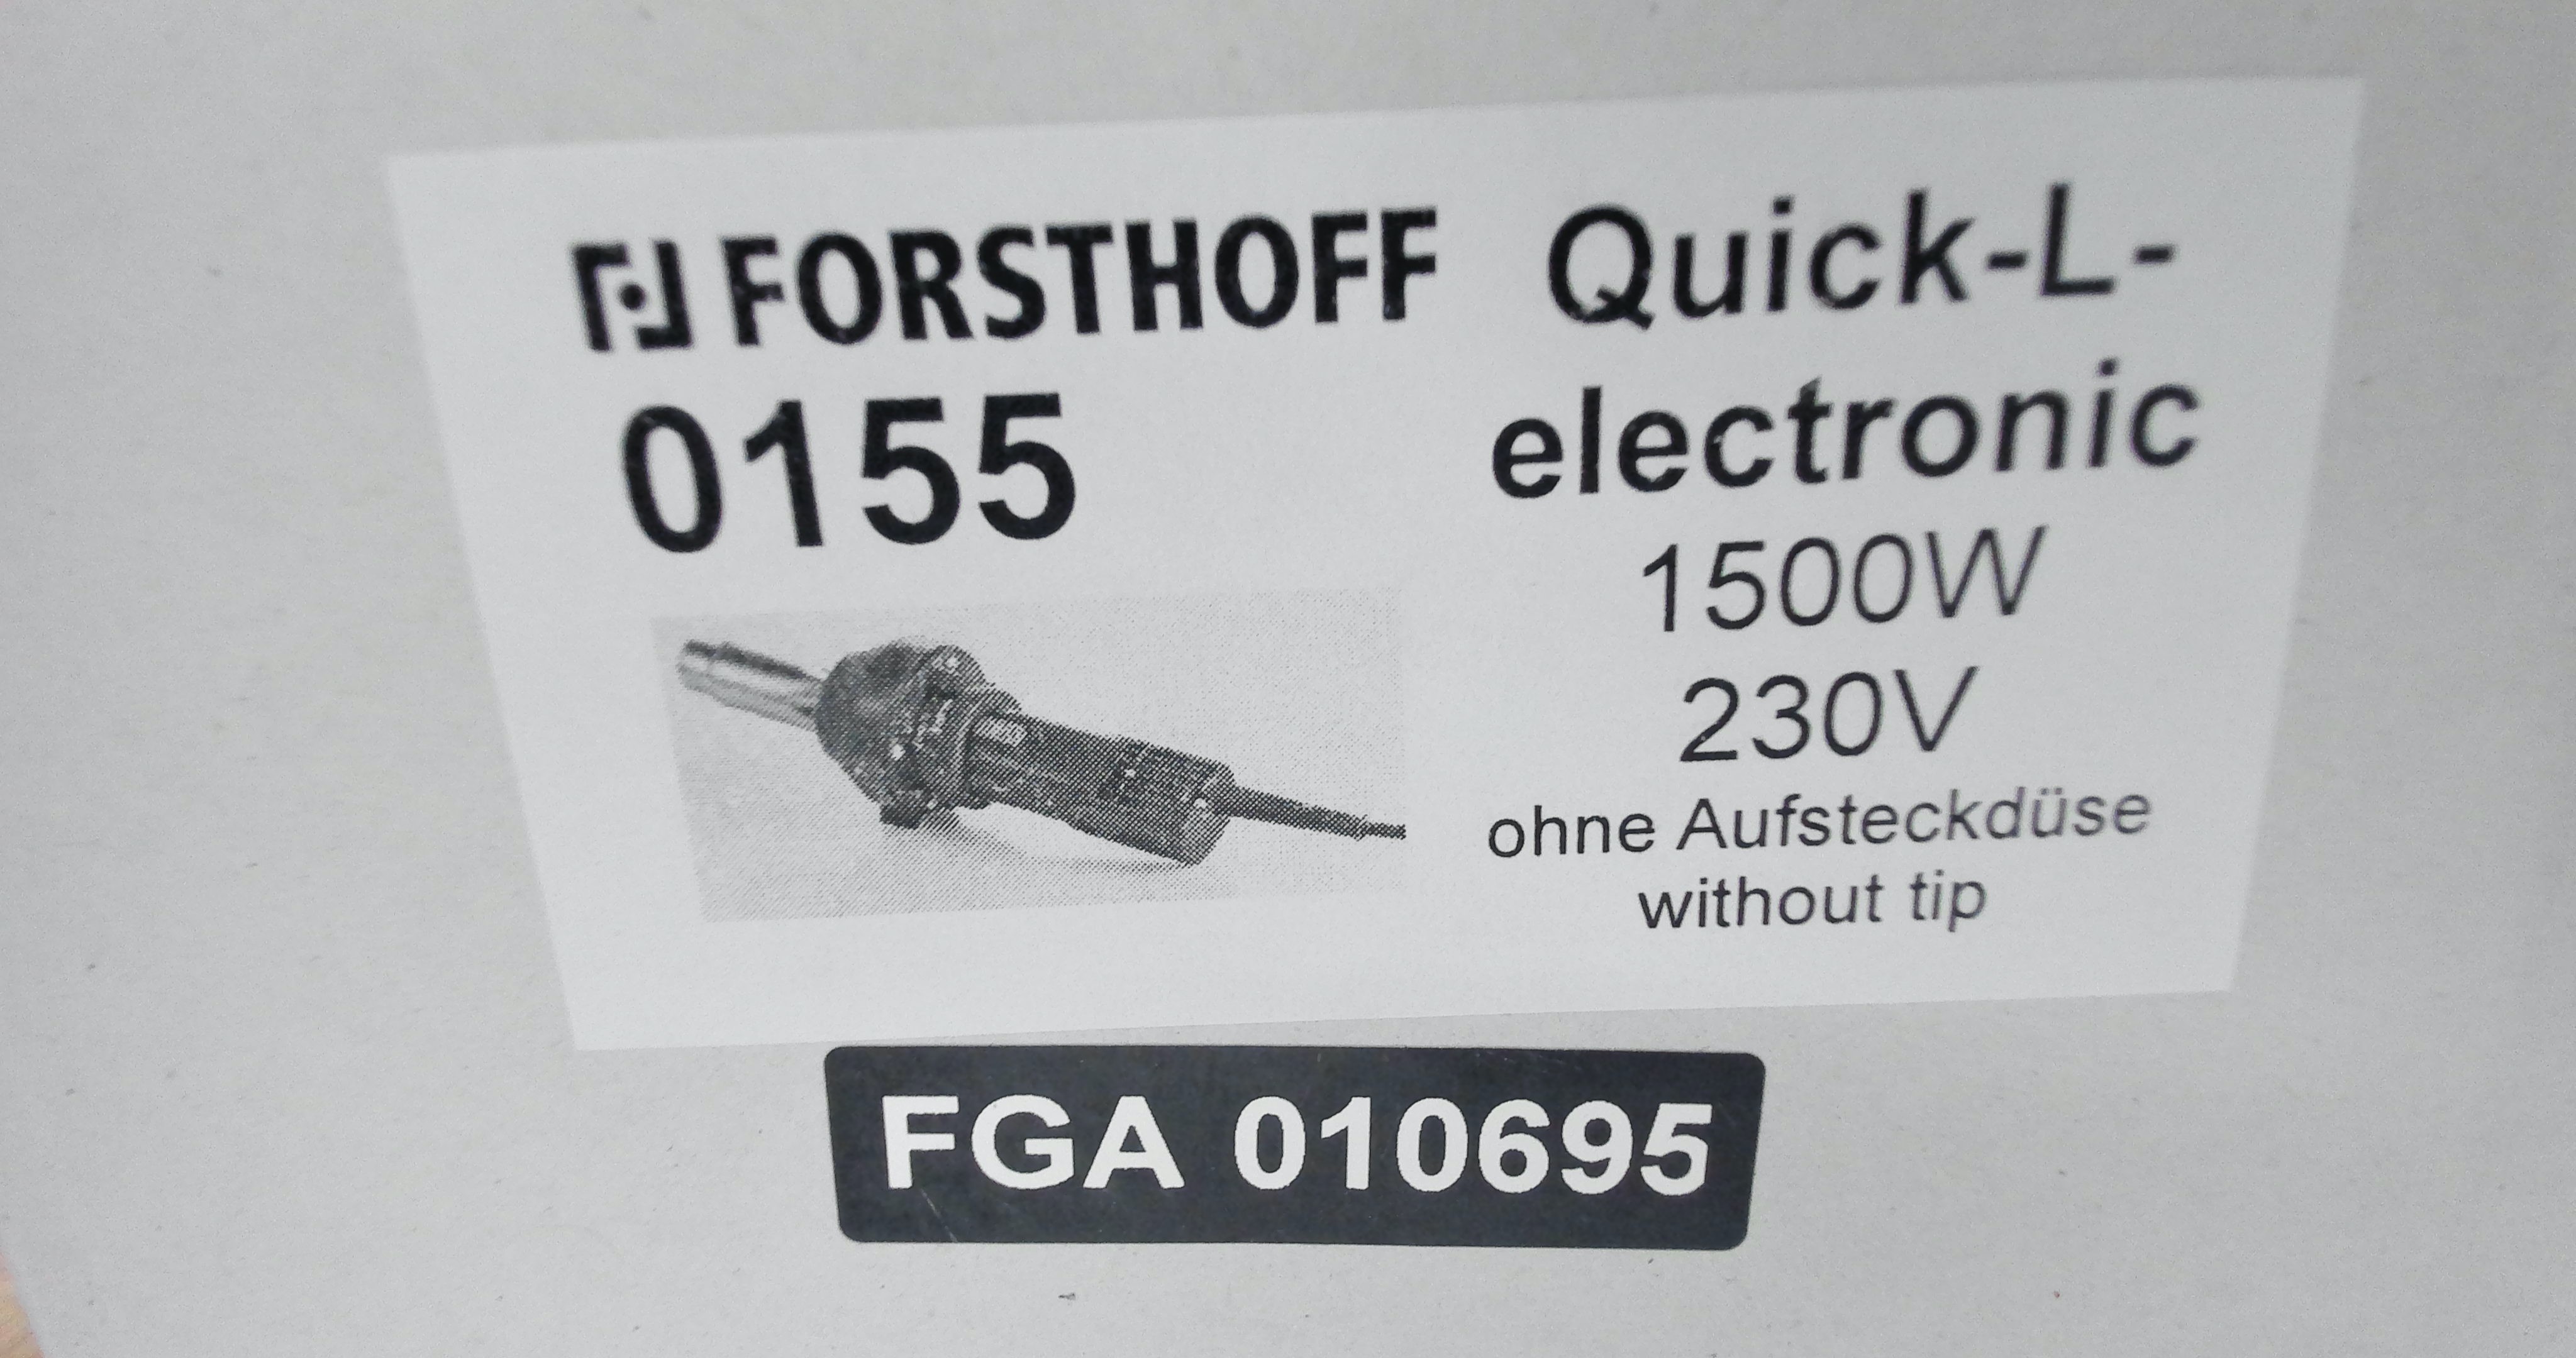 FORSTHOFF
0155
Quick-L-
electronic
1500W
230V
ohne Aufsteckdüse
without tip
FGA 010695